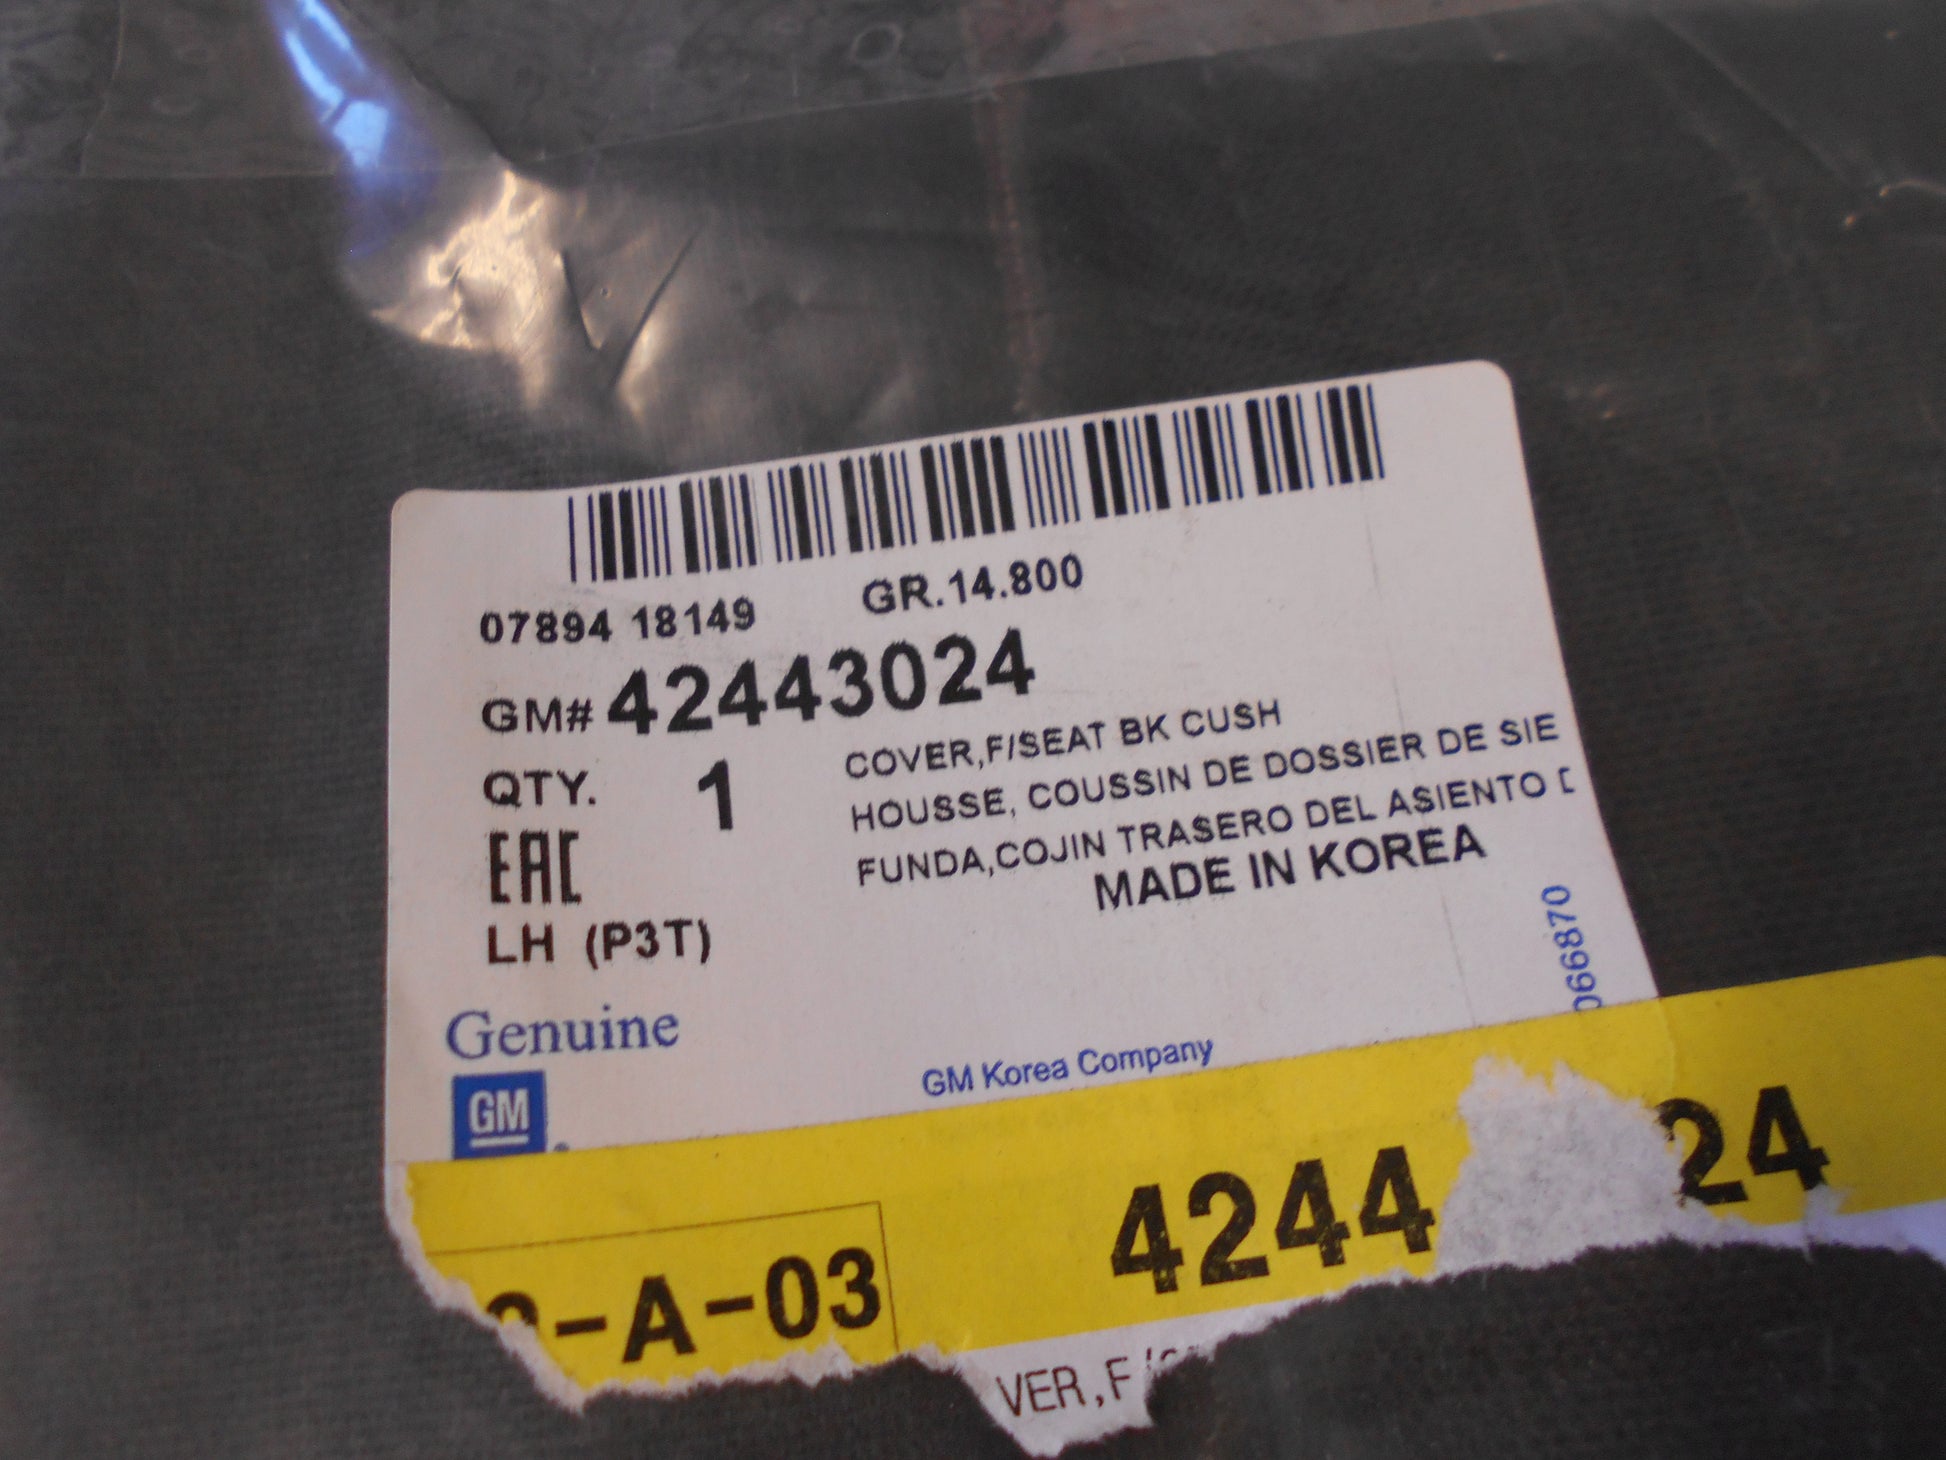 07894 18149 GR.14.800
GM# 42443024
QTY. 1
COVER,F/SEAT BK CUSH
HOUSSE, COUSSIN DE DOSSIER DE SIE
FUNDA,COJIN TRASERO DEL ASIENTO
MADE IN KOREA
EAC
LH (P3T)
066870
Genuine
GM
GM Korea Company
4244 24
-A-03
VER,F